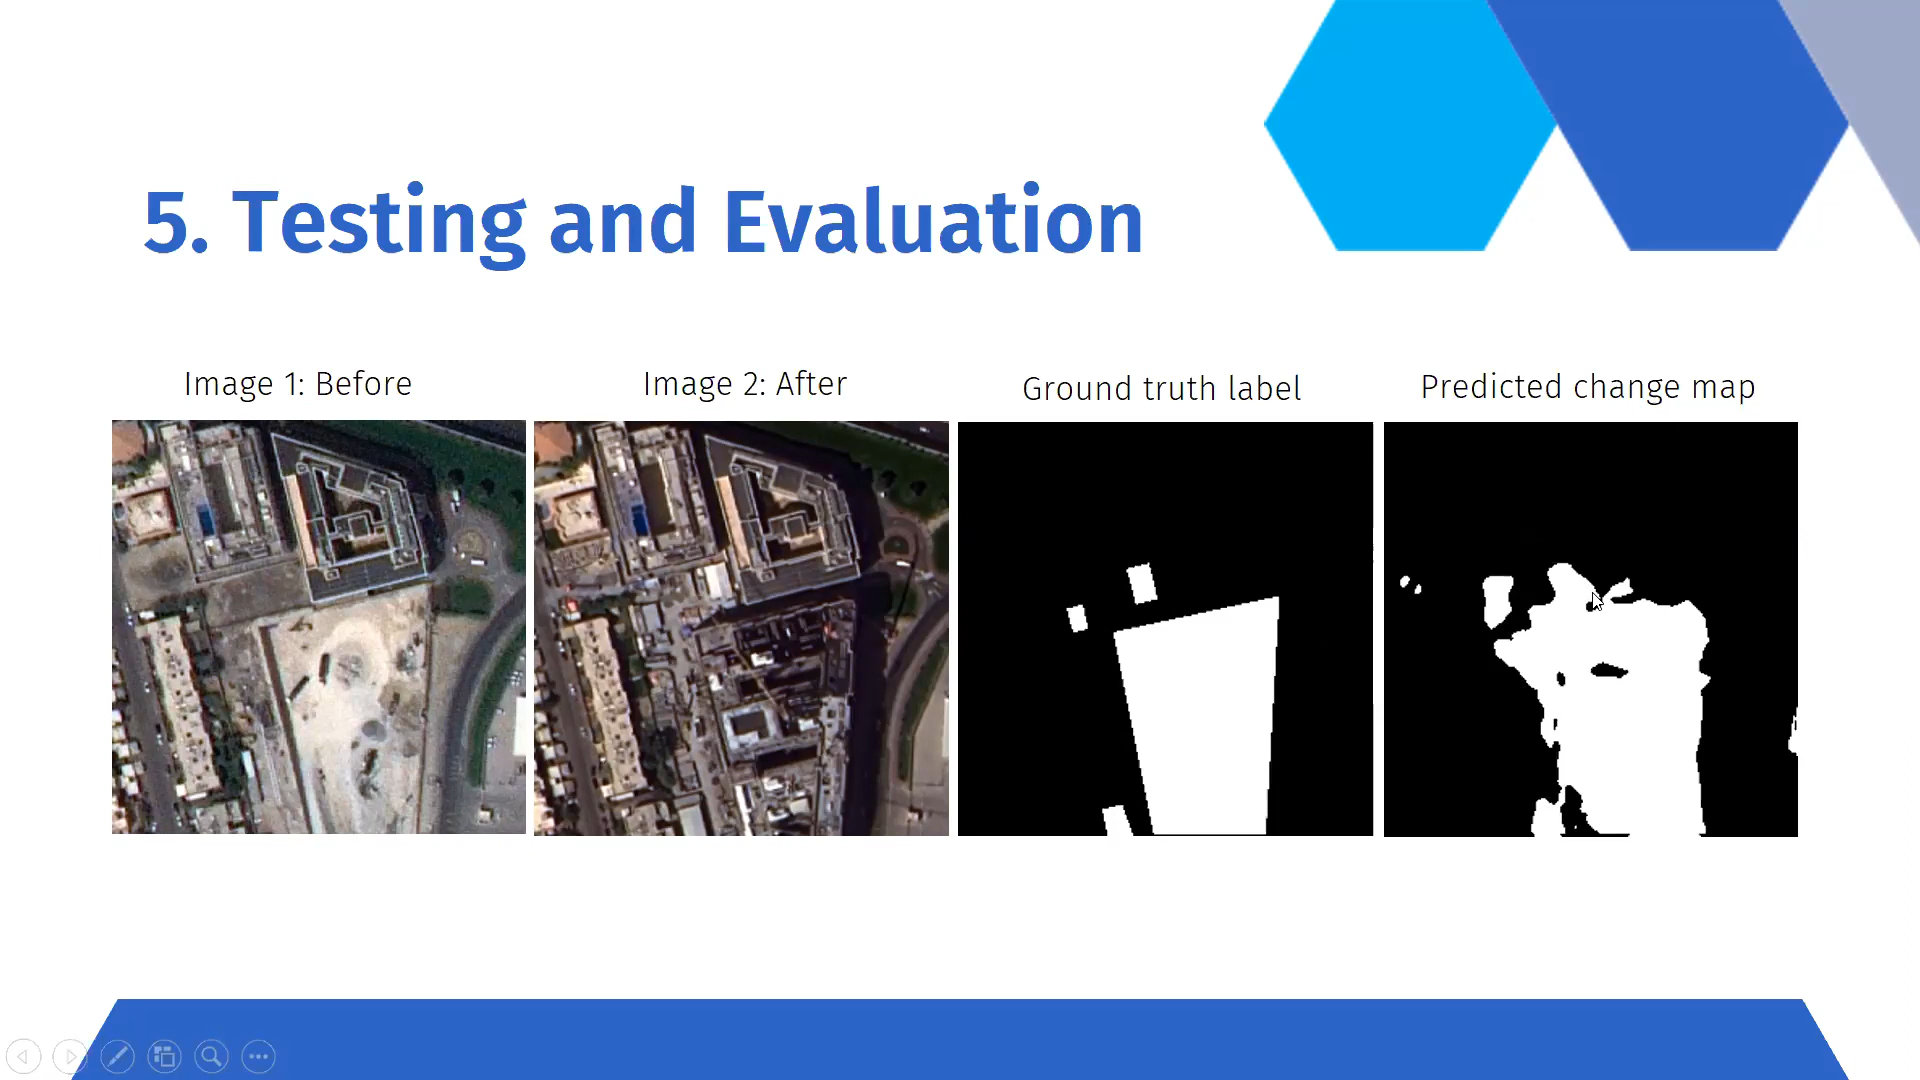 5. Testing and Evaluation
Image 1: Before
Image 2: After
Ground truth label
Predicted change map